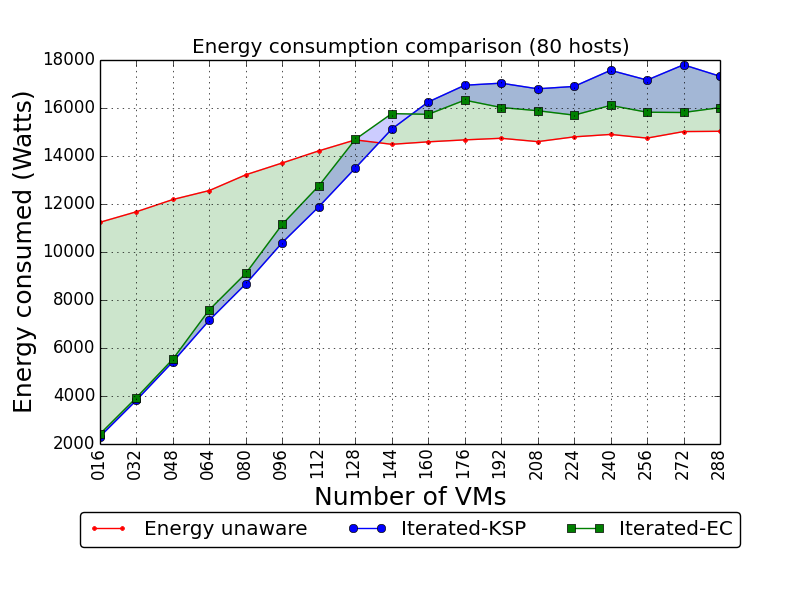 Energy consumption comparison (80 hosts)
Energy consumed (Watts)
18000
16000
14000
12000
10000
8000
6000
4000
2000
016 032 048 064 080 096 112 128 144 160 176 192 208 224 240 256 272 288
Number of VMs
Energy unaware Iterated-KSP Iterated-EC